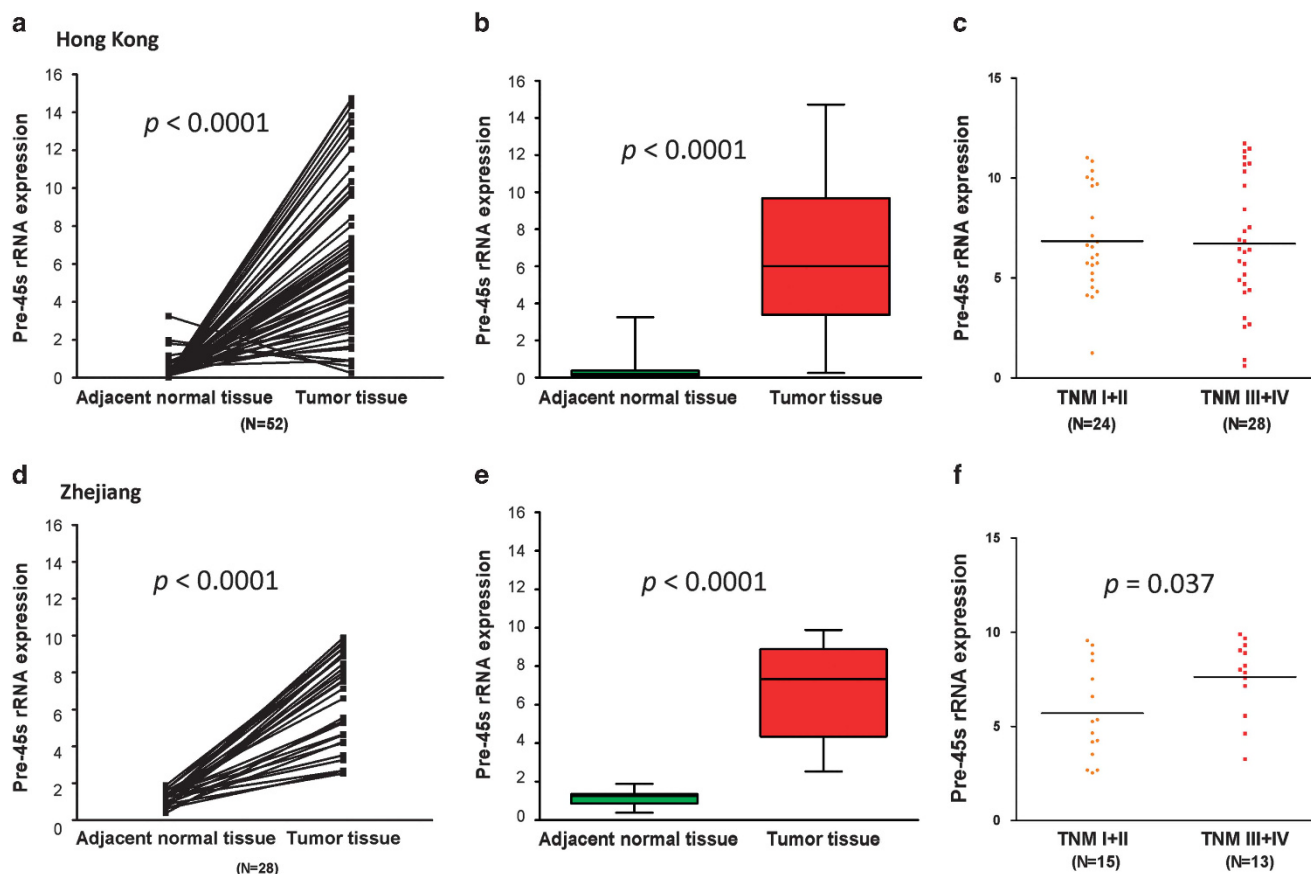 a
Hong Kong
Pre-45s rRNA expression
16
14
12
10
8
6
4
2
0
p < 0.0001
Adjacent normal tissue Tumor tissue
(N=52)
b
Pre-45s rRNA expression
16
14
12
10
8
6
4
2
0
p < 0.0001
Adjacent normal tissue Tumor tissue
c
Pre-45s rRNA expression
15
10
5
0
TNM I+II TNM III+IV
(N=24) (N=28)
d
Zhejiang
Pre-45s rRNA expression
16
14
12
10
8
6
4
2
0
p < 0.0001
Adjacent normal tissue Tumor tissue
(N=28)
e
Pre-45s rRNA expression
16
14
12
10
8
6
4
2
0
p < 0.0001
Adjacent normal tissue Tumor tissue
f
Pre-45s rRNA expression
15
10
5
0
p = 0.037
TNM I+II TNM III+IV
(N=15) (N=13)